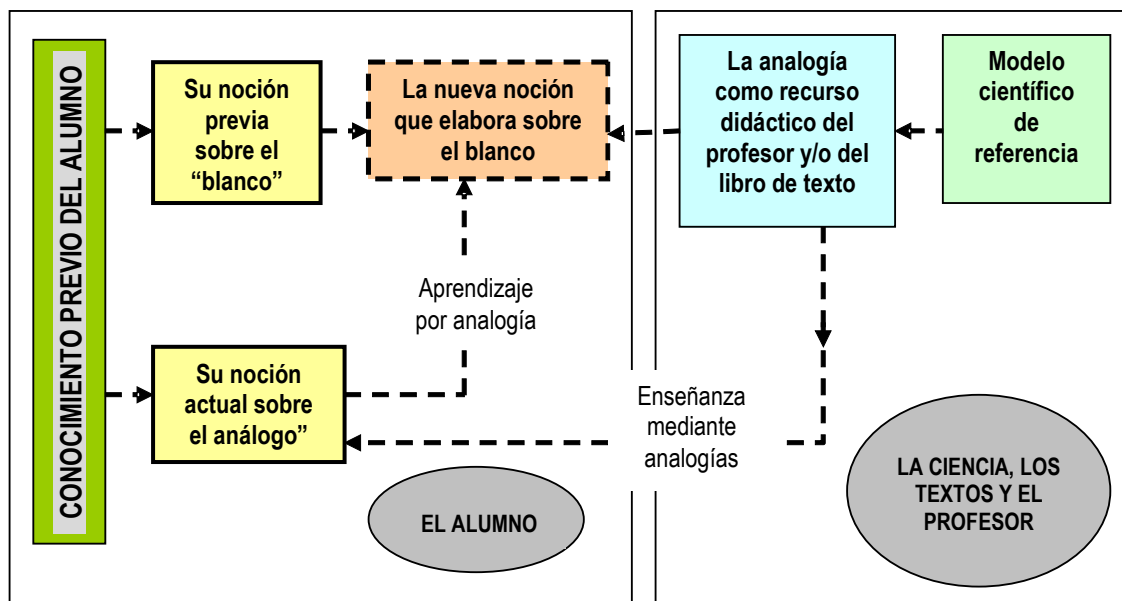 CONOCIMIENTO PREVIO DEL ALUMNO
Su noción
previa
sobre el
“blanco”
La nueva noción
que elabora sobre
el blanco
La analogía
como recurso
didáctico del
profesor y/o del
libro de texto
Modelo
científico
de
referencia
Aprendizaje
por analogía
Su noción
actual sobre
el análogo”
Enseñanza
mediante
analogías
EL ALUMNO
LA CIENCIA, LOS
TEXTOS Y EL
PROFESOR